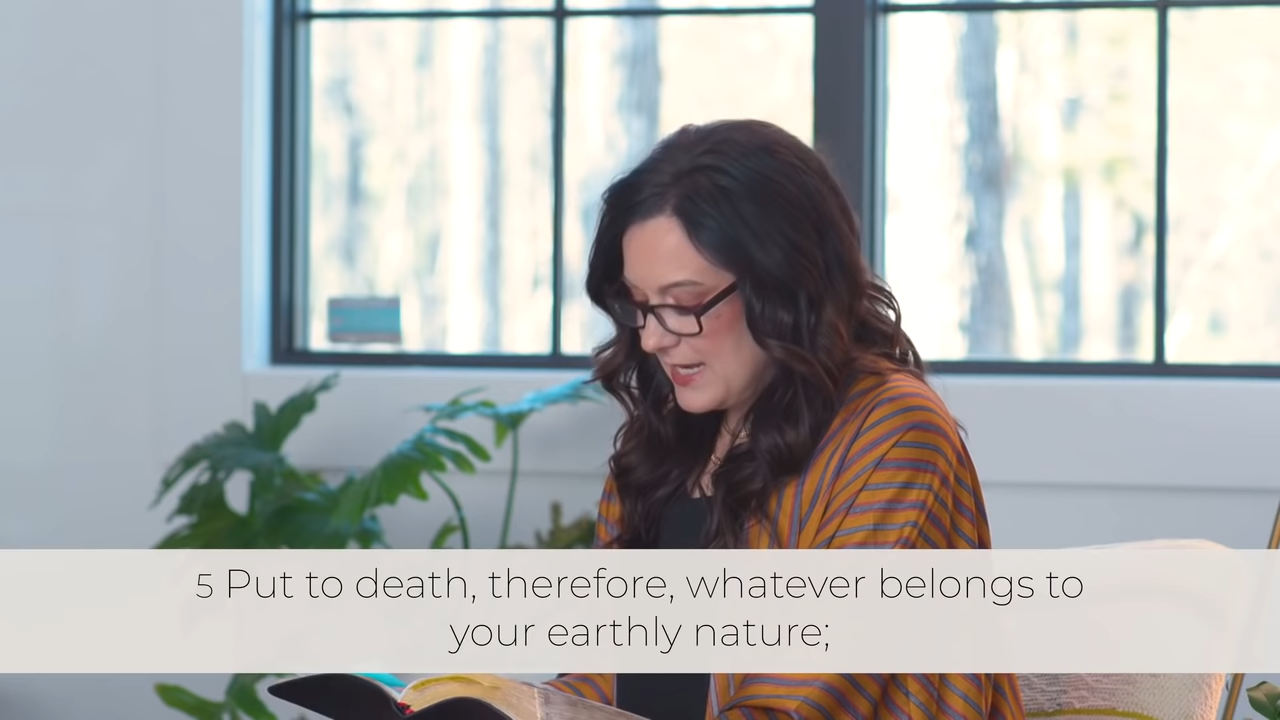 5 Put to death, therefore, whatever belongs to
your earthly nature;